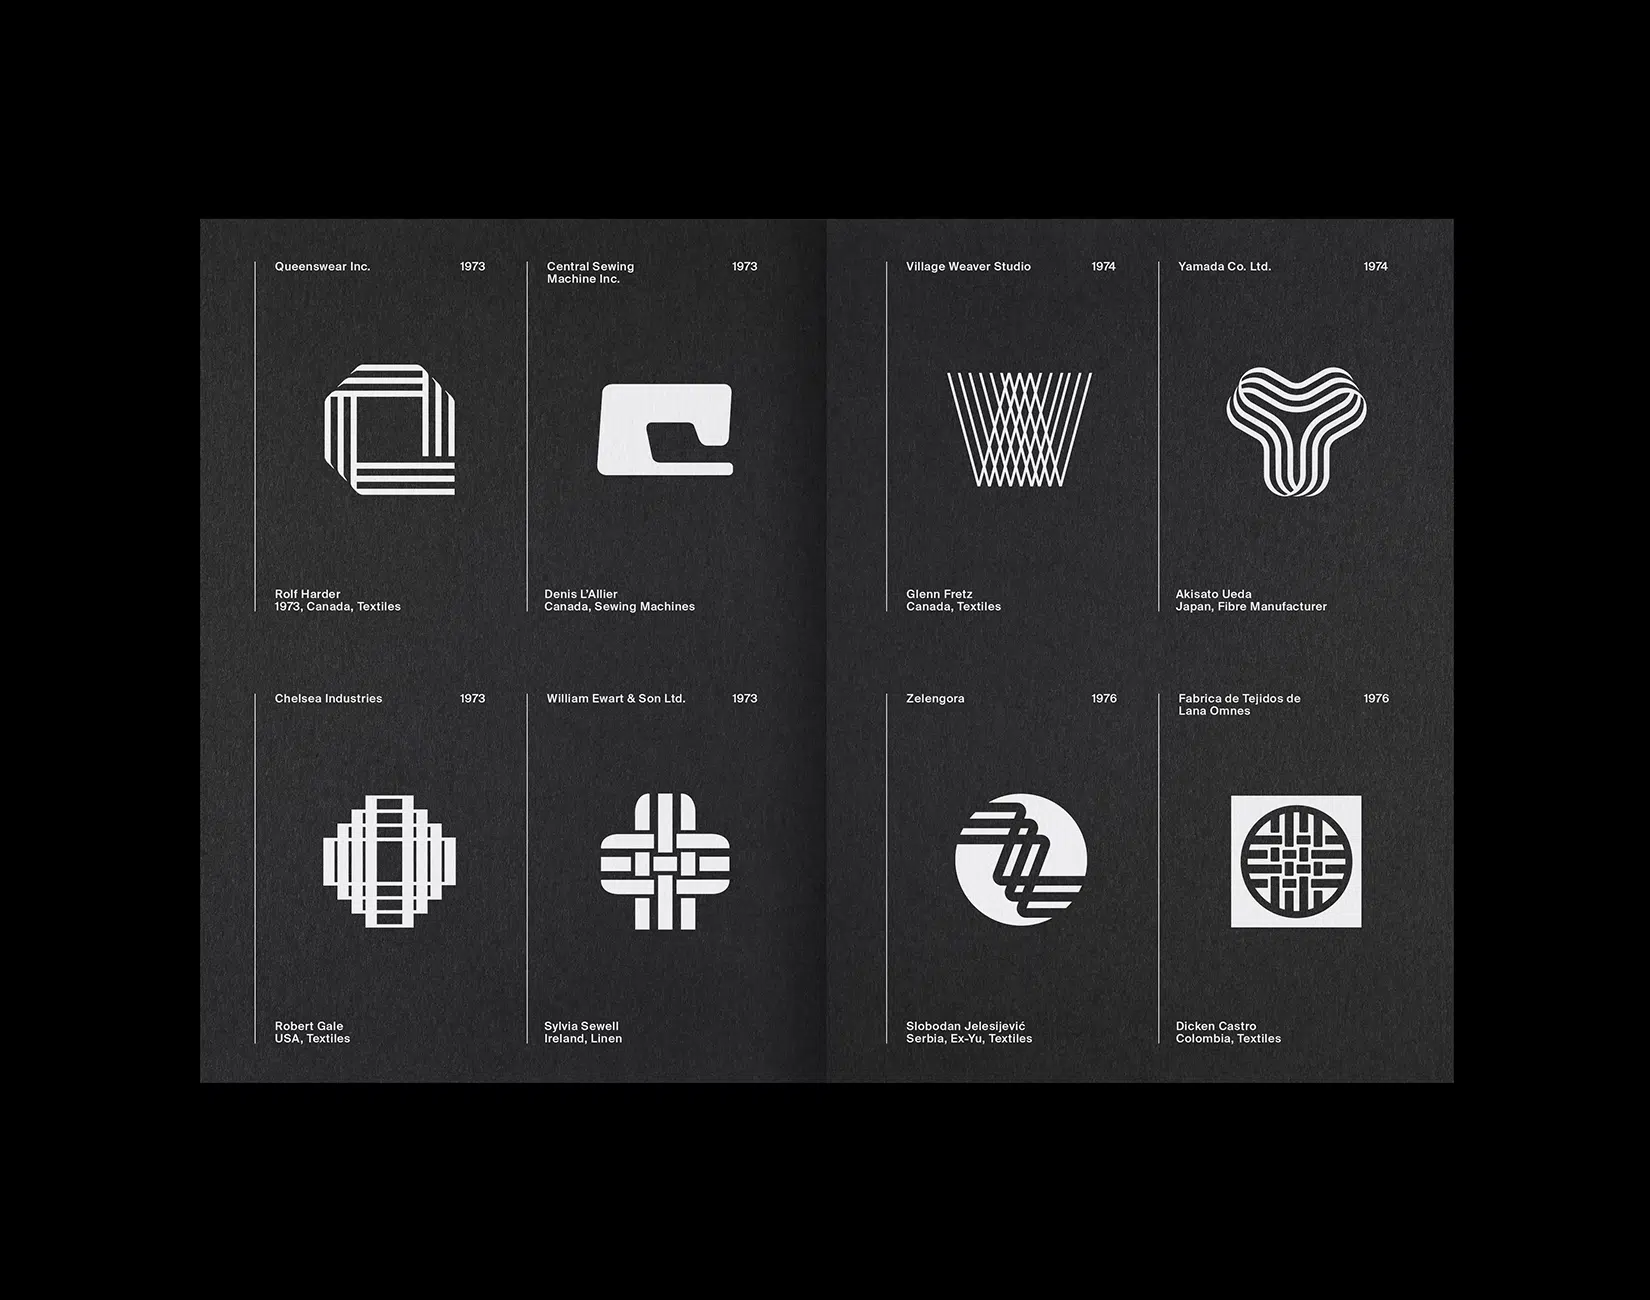 Queenswear Inc.
1973
Central Sewing
Machine Inc.
1973
Rolf Harder
1973, Canada, Textiles
Denis L'Allier
Canada, Sewing Machines
Chelsea Industries
1973
William Ewart & Son Ltd.
1973
Robert Gale
USA, Textiles
Sylvia Sewell
Ireland, Linen
Village Weaver Studio
1974
Yamada Co. Ltd.
1974
Glenn Fretz
Canada, Textiles
Akisato Ueda
Japan, Fibre Manufacturer
Zelengora
1976
Fabrica de Tejidos de
Lana Omnes
1976
Slobodan Jelesijević
Serbia, Ex-Yu, Textiles
Dicken Castro
Colombia, Textiles